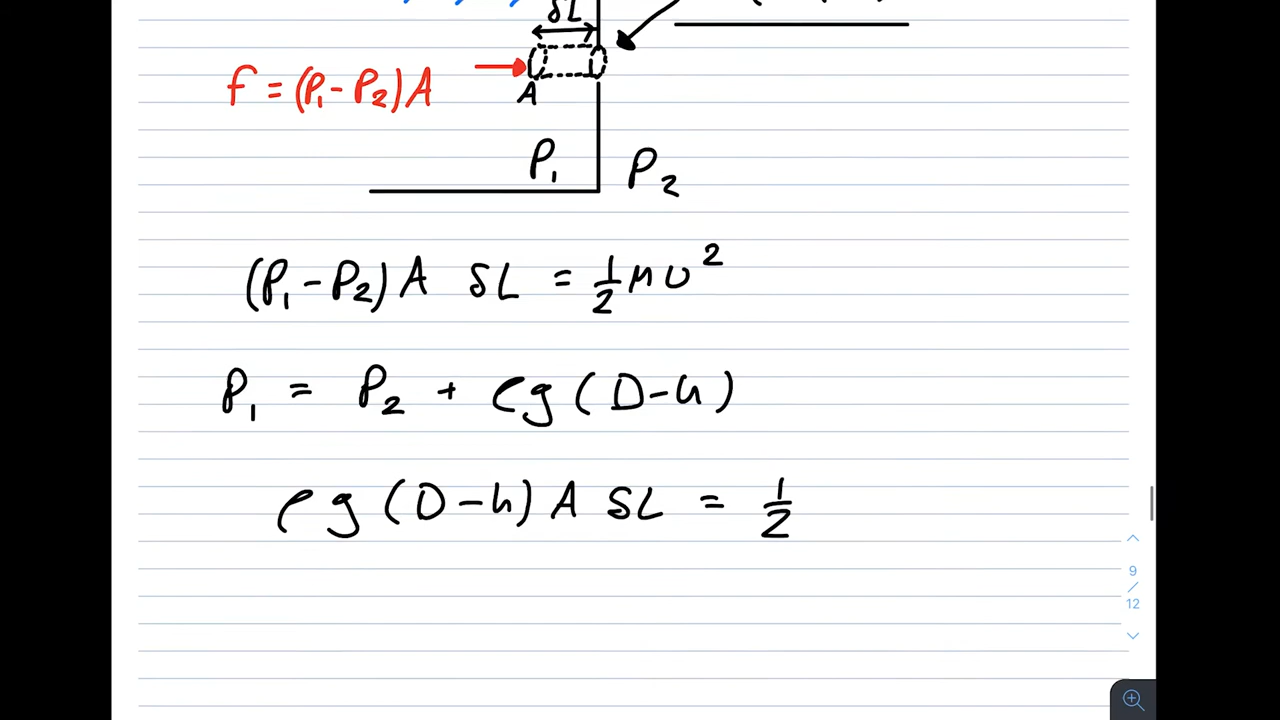 δL
f = (P₁ - P₂) A
A
P₁
P₂
(P₁ - P₂) A δL = ½ M υ²
P₁ = P₂ + ρg (D - h)
ρg (D - h) A δL = ½
9
/
12